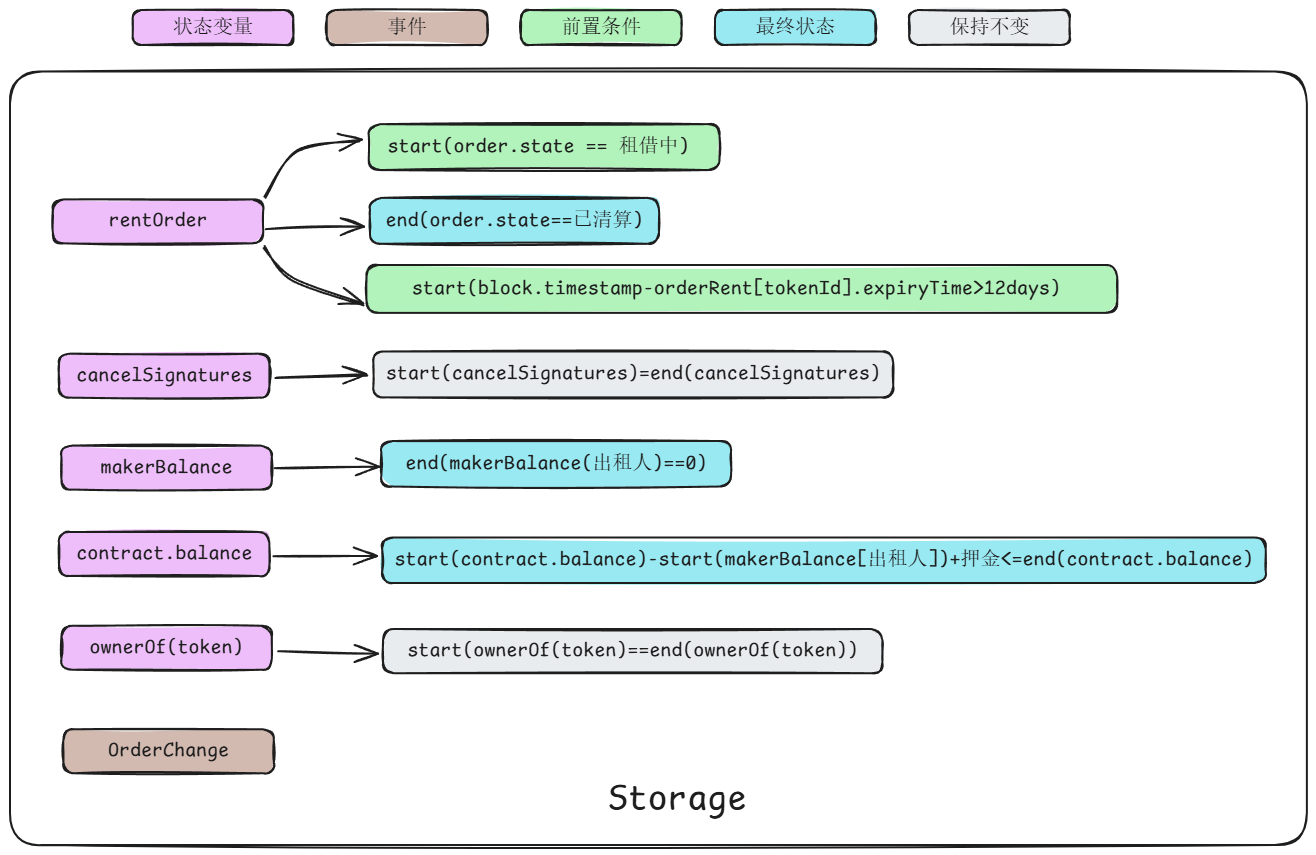 状态变量 事件 前置条件 最终状态 保持不变
start(order.state == 租借中)
rentOrder
end(order.state==已清算)
start(block.timestamp-orderRent[tokenId].expiryTime>12days)
cancelSignatures
start(cancelSignatures)=end(cancelSignatures)
makerBalance
end(makerBalance(出租人)==0)
contract.balance
start(contract.balance)-start(makerBalance[出租人])+押金<=end(contract.balance)
ownerOf(token)
start(ownerOf(token)==end(ownerOf(token))
OrderChange
Storage